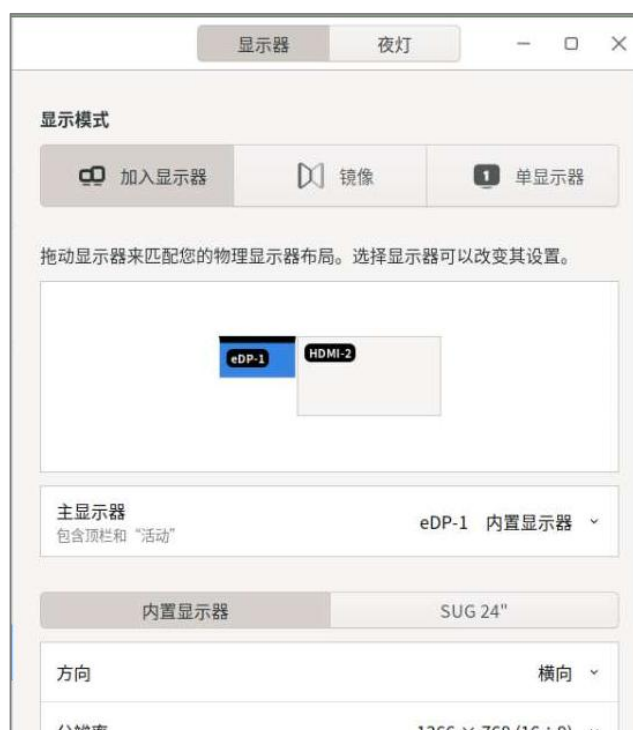 显示器 夜灯
显示模式
加入显示器 镜像 1 单显示器
拖动显示器来匹配您的物理显示器布局。选择显示器可以改变其设置。
eDP-1 HDMI-2
主显示器
包含顶栏和“活动”
eDP-1 内置显示器
内置显示器 SUG 24"
方向 横向